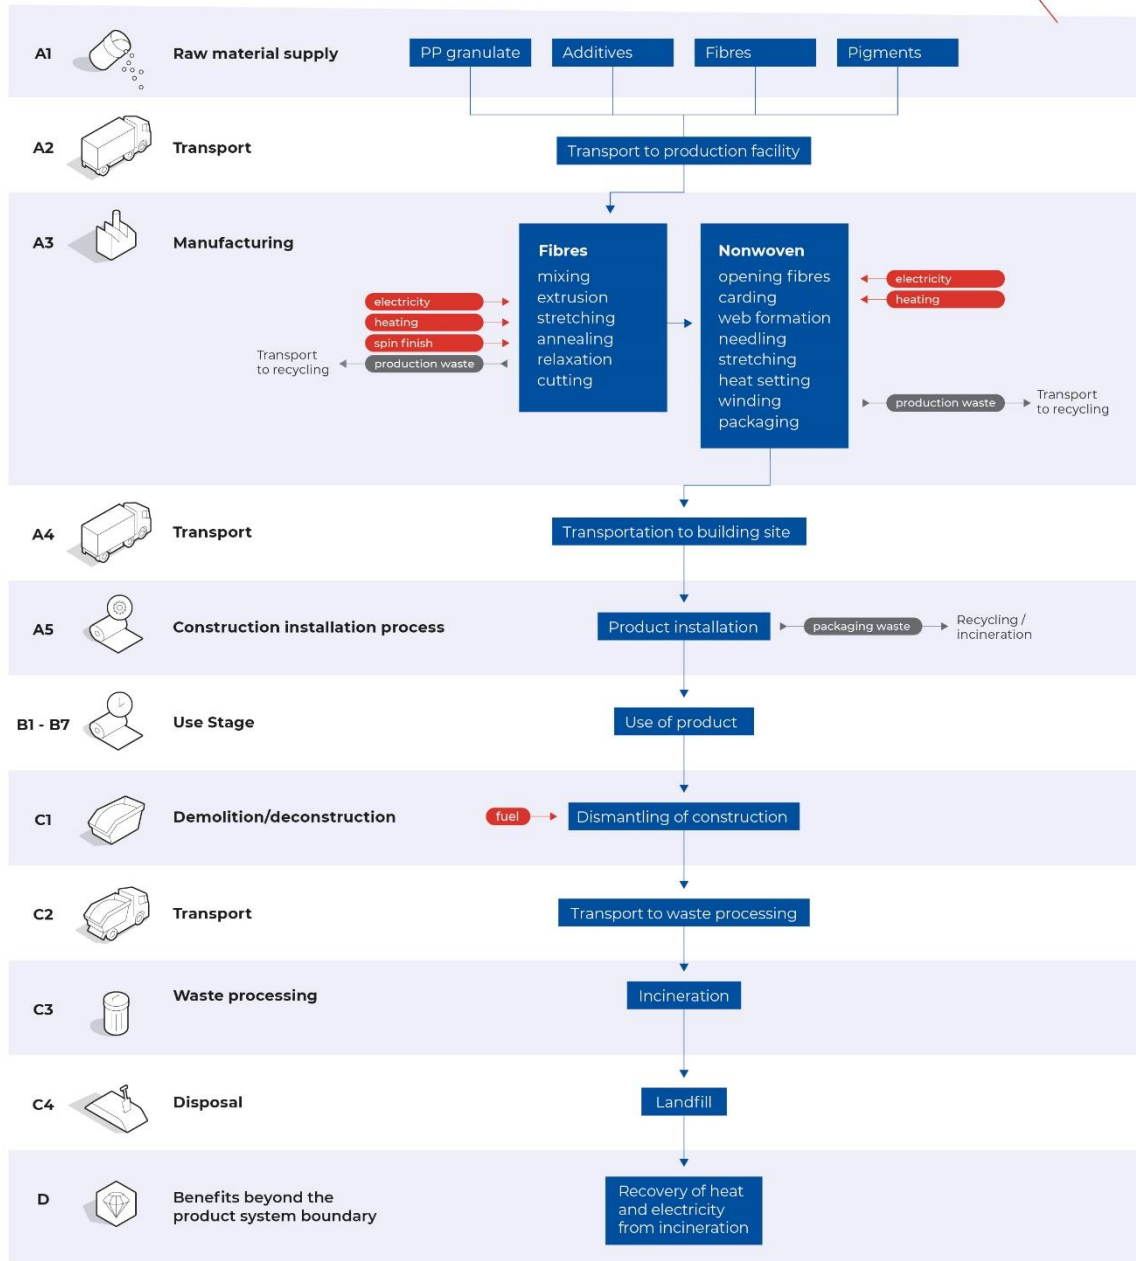 A1
Raw material supply
PP granulate
Additives
Fibres
Pigments
A2
Transport
Transport to production facility
A3
Manufacturing
Fibres
mixing
extrusion
stretching
annealing
relaxation
cutting
electricity
heating
spin finish
production waste
Transport
to recycling
Nonwoven
opening fibres
carding
web formation
needling
stretching
heat setting
winding
packaging
electricity
heating
production waste
Transport
to recycling
A4
Transport
Transportation to building site
A5
Construction installation process
Product installation
packaging waste
Recycling /
incineration
B1 - B7
Use Stage
Use of product
C1
Demolition/deconstruction
fuel
Dismantling of construction
C2
Transport
Transport to waste processing
C3
Waste processing
Incineration
C4
Disposal
Landfill
D
Benefits beyond the
product system boundary
Recovery of heat
and electricity
from incineration